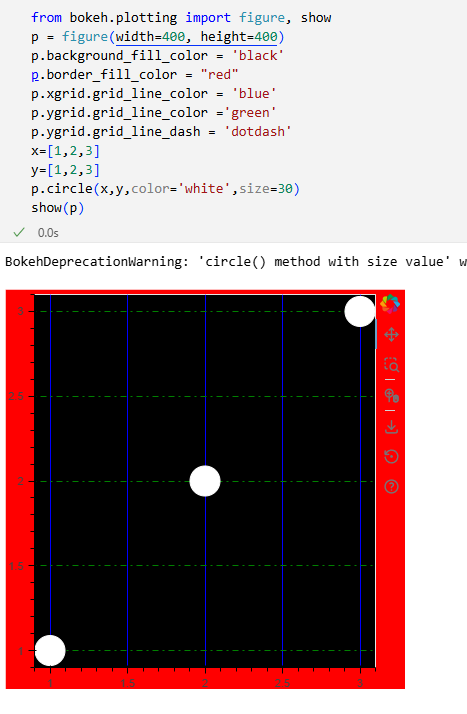 from bokeh.plotting import figure, show
p = figure(width=400, height=400)
p.background_fill_color = 'black'
p.border_fill_color = "red"
p.xgrid.grid_line_color = 'blue'
p.ygrid.grid_line_color ='green'
p.ygrid.grid_line_dash = 'dotdash'
x=[1,2,3]
y=[1,2,3]
p.circle(x,y,color='white',size=30)
show(p)
0.0s
BokehDeprecationWarning: 'circle() method with size value' w
3
2.5
2
1.5
1
1 1.5 2 2.5 3